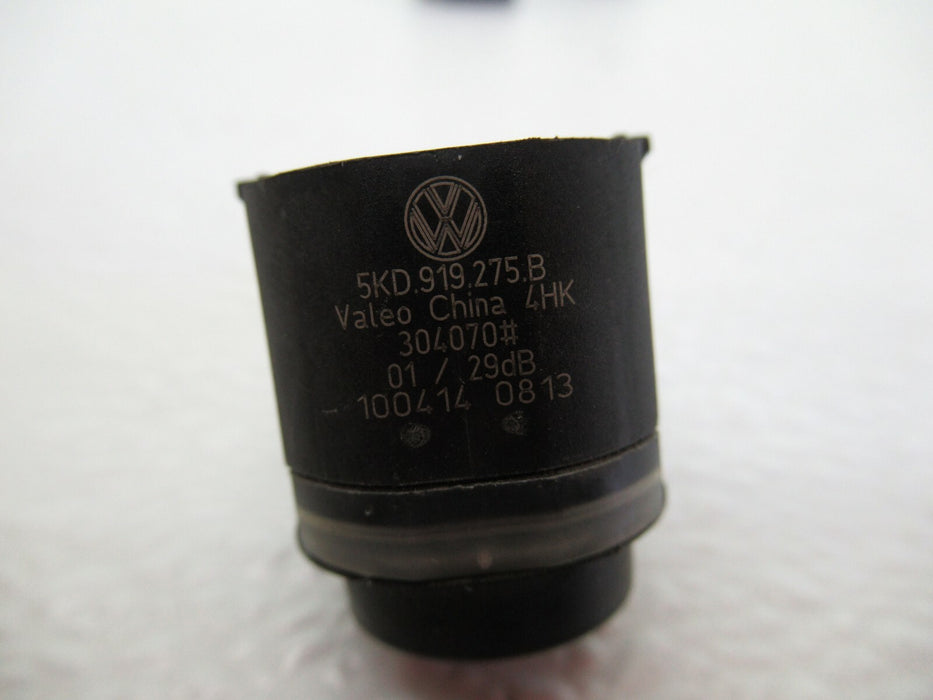 5KD.919.275.B
Valeo China 4HK
304070#
01 / 29dB
100414 0813